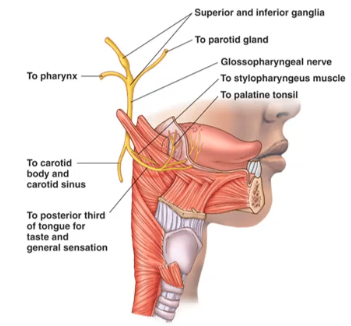 Superior and inferior ganglia
To parotid gland
Glossopharyngeal nerve
To pharynx
To stylopharyngeus muscle
To palatine tonsil
To carotid
body and
carotid sinus
To posterior third
of tongue for
taste and
general sensation